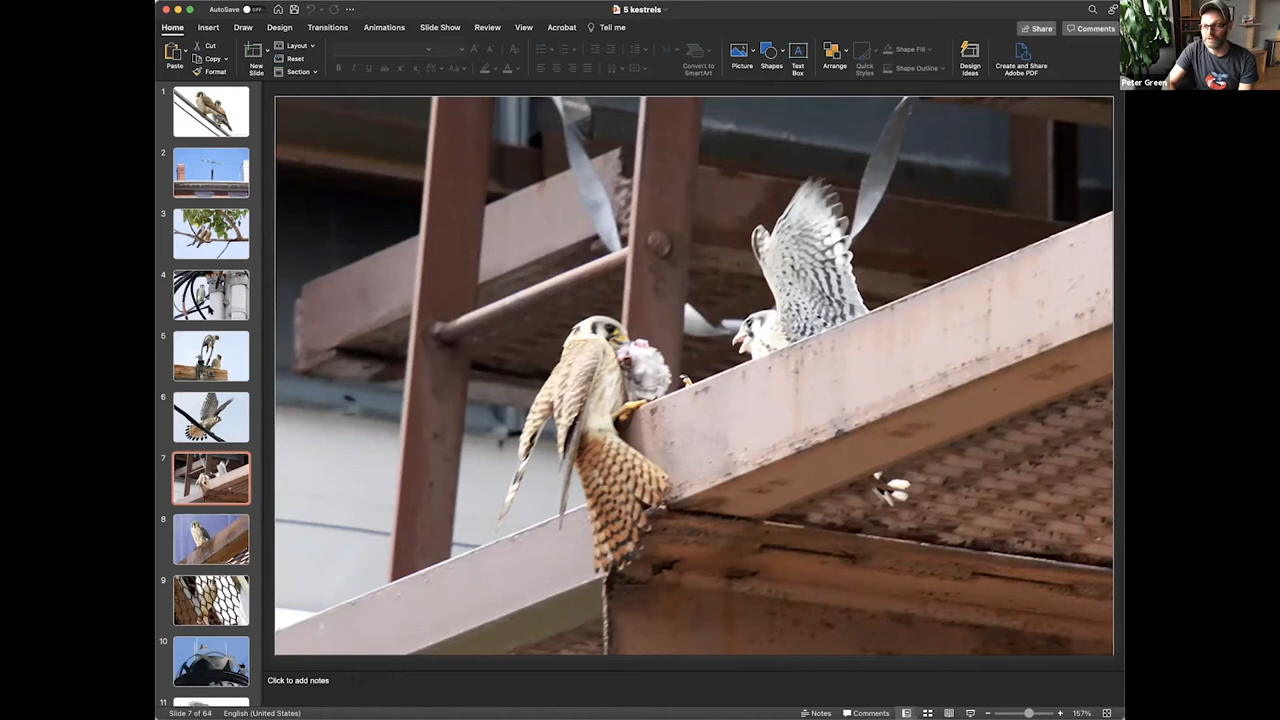 AutoSave OFF
5 kestrels
Home Insert Draw Design Transitions Animations Slide Show Review View Acrobat Tell me
Share Comments
Paste
Cut
Copy
Format
New Slide
Layout
Reset
Section
Convert to SmartArt
Picture
Shapes
Text Box
Arrange
Quick Styles
Shape Fill
Shape Outline
Design Ideas
Create and Share Adobe PDF
Peter Green
1
2
3
4
5
6
7
8
9
10
11
Click to add notes
Slide 7 of 64 English (United States)
Notes Comments 157%